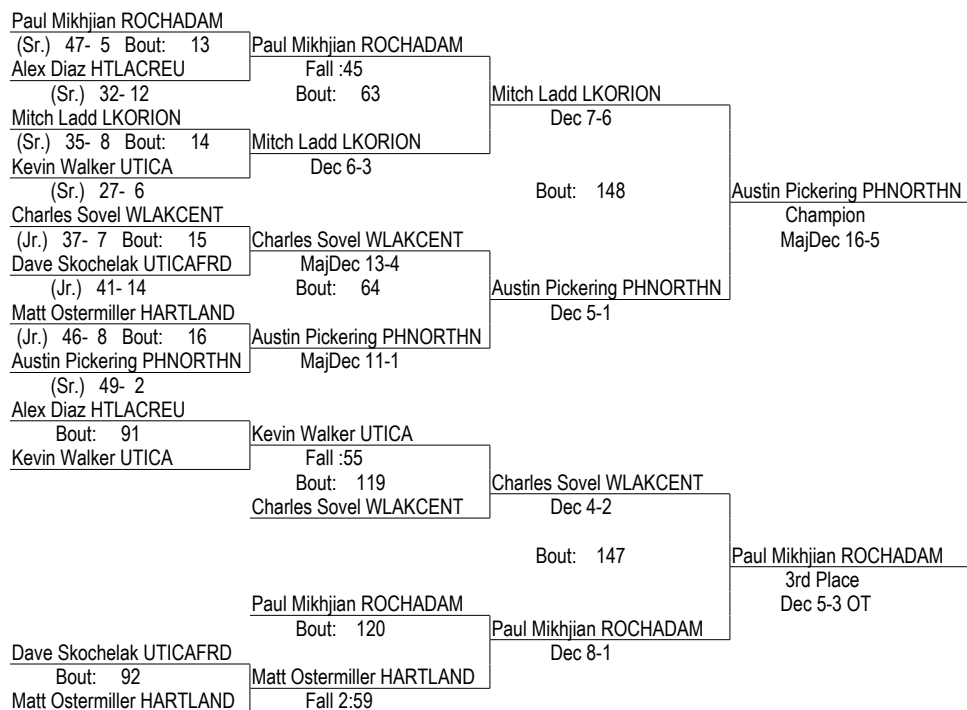 Paul Mikhjian ROCHADAM
(Sr.) 47- 5 Bout: 13 Paul Mikhjian ROCHADAM
Alex Diaz HTLACREU Fall :45
(Sr.) 32- 12 Bout: 63 Mitch Ladd LKORION
Mitch Ladd LKORION Dec 7-6
(Sr.) 35- 8 Bout: 14 Mitch Ladd LKORION
Kevin Walker UTICA Dec 6-3
(Sr.) 27- 6 Bout: 148 Austin Pickering PHNORTHN
Charles Sovel WLAKCENT Champion
(Jr.) 37- 7 Bout: 15 Charles Sovel WLAKCENT MajDec 16-5
Dave Skochelak UTICAFRD MajDec 13-4
(Jr.) 41- 14 Bout: 64 Austin Pickering PHNORTHN
Matt Ostermiller HARTLAND Dec 5-1
(Jr.) 46- 8 Bout: 16 Austin Pickering PHNORTHN
Austin Pickering PHNORTHN MajDec 11-1
(Sr.) 49- 2
Alex Diaz HTLACREU
Bout: 91 Kevin Walker UTICA
Kevin Walker UTICA Fall :55
Bout: 119 Charles Sovel WLAKCENT
Charles Sovel WLAKCENT Dec 4-2
Bout: 147 Paul Mikhjian ROCHADAM
3rd Place
Paul Mikhjian ROCHADAM Dec 5-3 OT
Bout: 120 Paul Mikhjian ROCHADAM
Dave Skochelak UTICAFRD Dec 8-1
Bout: 92 Matt Ostermiller HARTLAND
Matt Ostermiller HARTLAND Fall 2:59